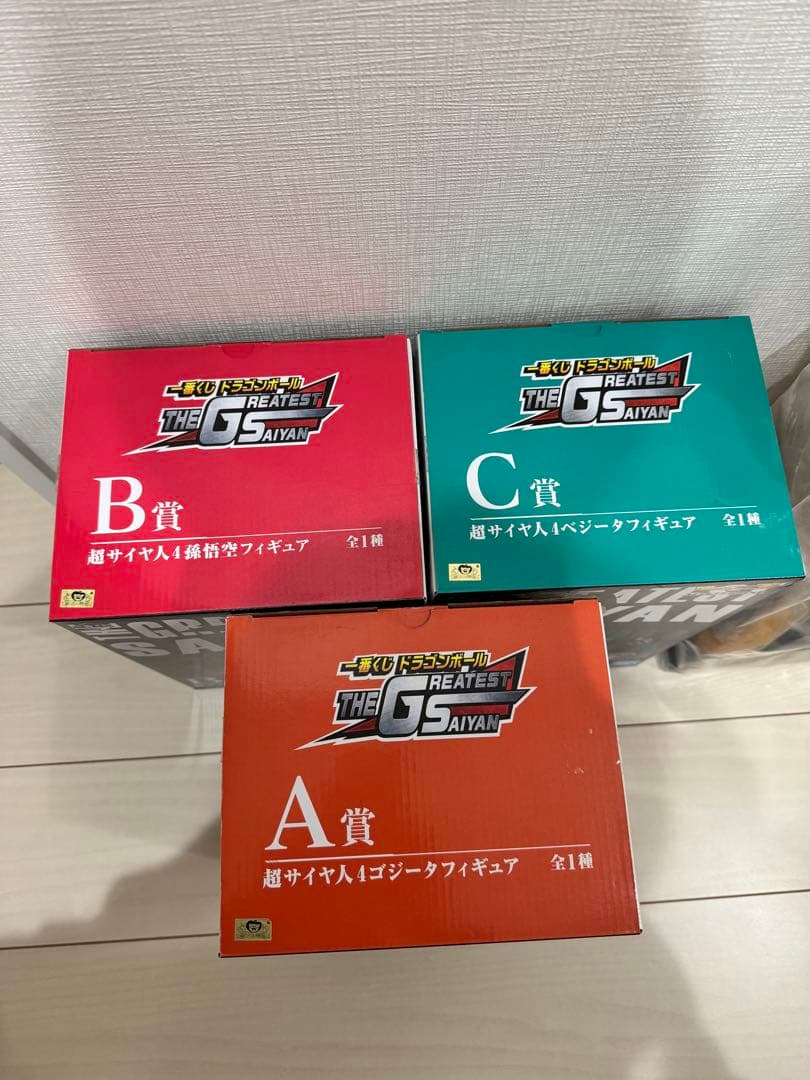 一番くじ ドラゴンボール
THE GREATEST
SAIYAN
B賞
超サイヤ人4孫悟空フィギュア 全1種
一番くじ ドラゴンボール
THE GREATEST
SAIYAN
C賞
超サイヤ人4ベジータフィギュア 全1種
一番くじ ドラゴンボール
THE GREATEST
SAIYAN
A賞
超サイヤ人4ゴジータフィギュア 全1種